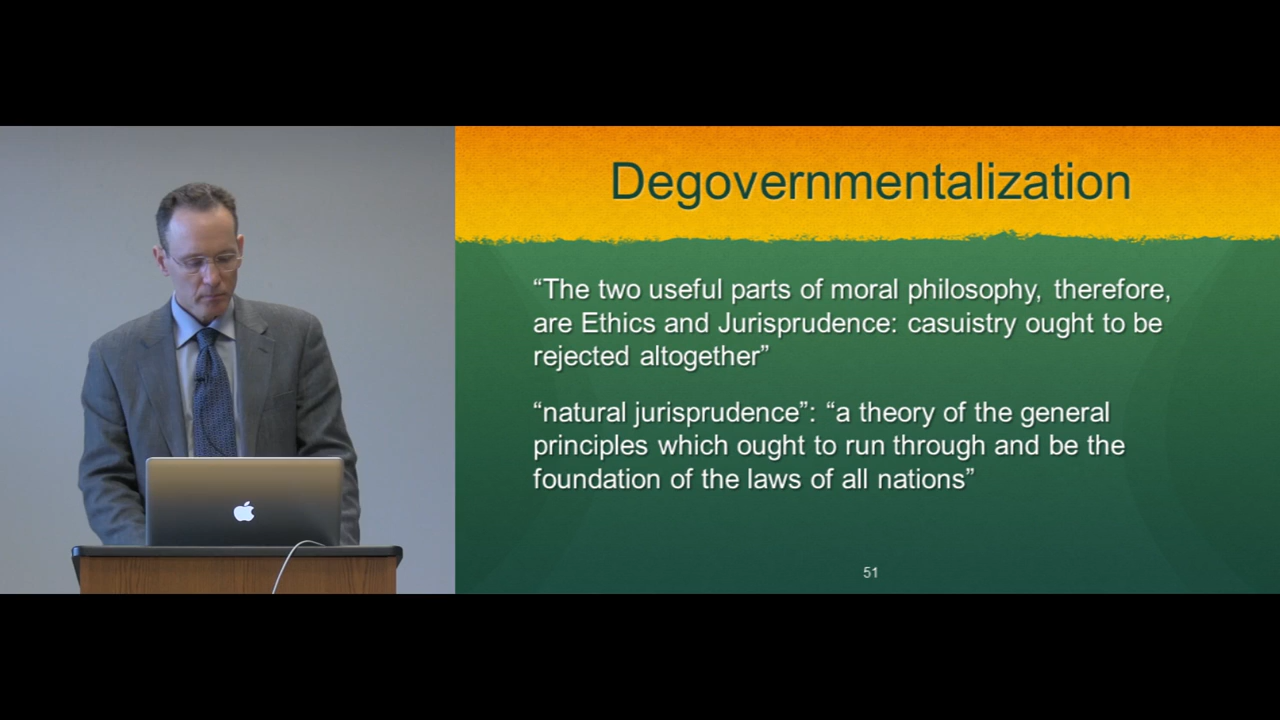 Degovernmentalization
“The two useful parts of moral philosophy, therefore,
are Ethics and Jurisprudence: casuistry ought to be
rejected altogether”
“natural jurisprudence”: “a theory of the general
principles which ought to run through and be the
foundation of the laws of all nations”
51